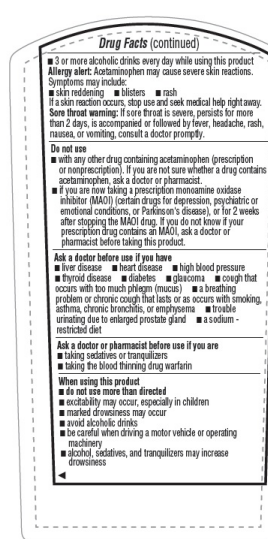 Drug Facts (continued)
■ 3 or more alcoholic drinks every day while using this product
Allergy alert: Acetaminophen may cause severe skin reactions.
Symptoms may include:
■ skin reddening ■ blisters ■ rash
If a skin reaction occurs, stop use and seek medical help right away.
Sore throat warning: If sore throat is severe, persists for more
than 2 days, is accompanied or followed by fever, headache, rash,
nausea, or vomiting, consult a doctor promptly.
Do not use
■ with any other drug containing acetaminophen (prescription
or nonprescription). If you are not sure whether a drug contains
acetaminophen, ask a doctor or pharmacist.
■ if you are now taking a prescription monoamine oxidase
inhibitor (MAOI) (certain drugs for depression, psychiatric or
emotional conditions, or Parkinson's disease), or for 2 weeks
after stopping the MAOI drug. If you do not know if your
prescription drug contains an MAOI, ask a doctor or
pharmacist before taking this product.
Ask a doctor before use if you have
■ liver disease ■ heart disease ■ high blood pressure
■ thyroid disease ■ diabetes ■ glaucoma ■ cough that
occurs with too much phlegm (mucus) ■ a breathing
problem or chronic cough that lasts or as occurs with smoking,
asthma, chronic bronchitis, or emphysema ■ trouble
urinating due to enlarged prostate gland ■ a sodium -
restricted diet
Ask a doctor or pharmacist before use if you are
■ taking sedatives or tranquilizers
■ taking the blood thinning drug warfarin
When using this product
■ do not use more than directed
■ excitability may occur, especially in children
■ marked drowsiness may occur
■ avoid alcoholic drinks
■ be careful when driving a motor vehicle or operating
machinery
■ alcohol, sedatives, and tranquilizers may increase
drowsiness